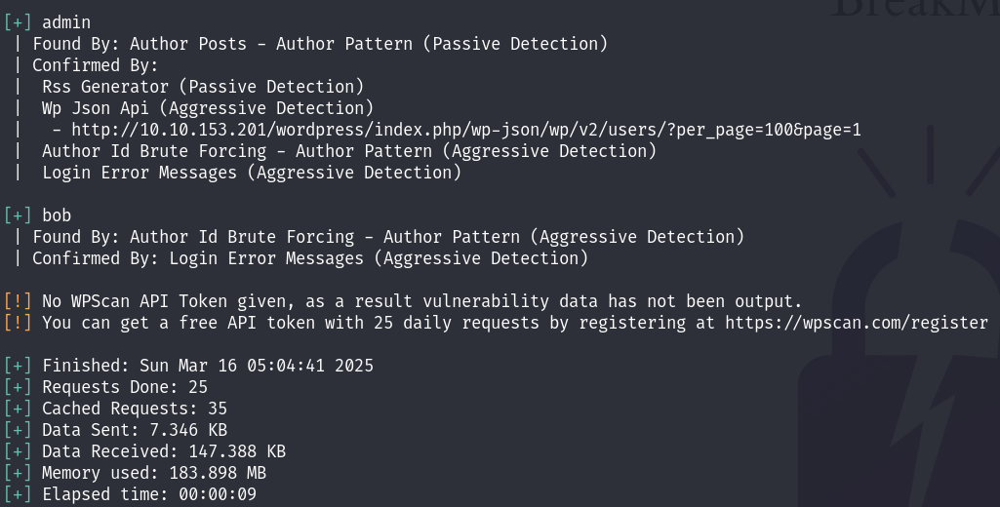 BreakM
[+] admin
 | Found By: Author Posts - Author Pattern (Passive Detection)
 | Confirmed By:
 |  Rss Generator (Passive Detection)
 |  Wp Json Api (Aggressive Detection)
 |   - http://10.10.153.201/wordpress/index.php/wp-json/wp/v2/users/?per_page=100&page=1
 |  Author Id Brute Forcing - Author Pattern (Aggressive Detection)
 |  Login Error Messages (Aggressive Detection)
[+] bob
 | Found By: Author Id Brute Forcing - Author Pattern (Aggressive Detection)
 | Confirmed By: Login Error Messages (Aggressive Detection)
[!] No WPScan API Token given, as a result vulnerability data has not been output.
[!] You can get a free API token with 25 daily requests by registering at https://wpscan.com/register
[+] Finished: Sun Mar 16 05:04:41 2025
[+] Requests Done: 25
[+] Cached Requests: 35
[+] Data Sent: 7.346 KB
[+] Data Received: 147.388 KB
[+] Memory used: 183.898 MB
[+] Elapsed time: 00:00:09